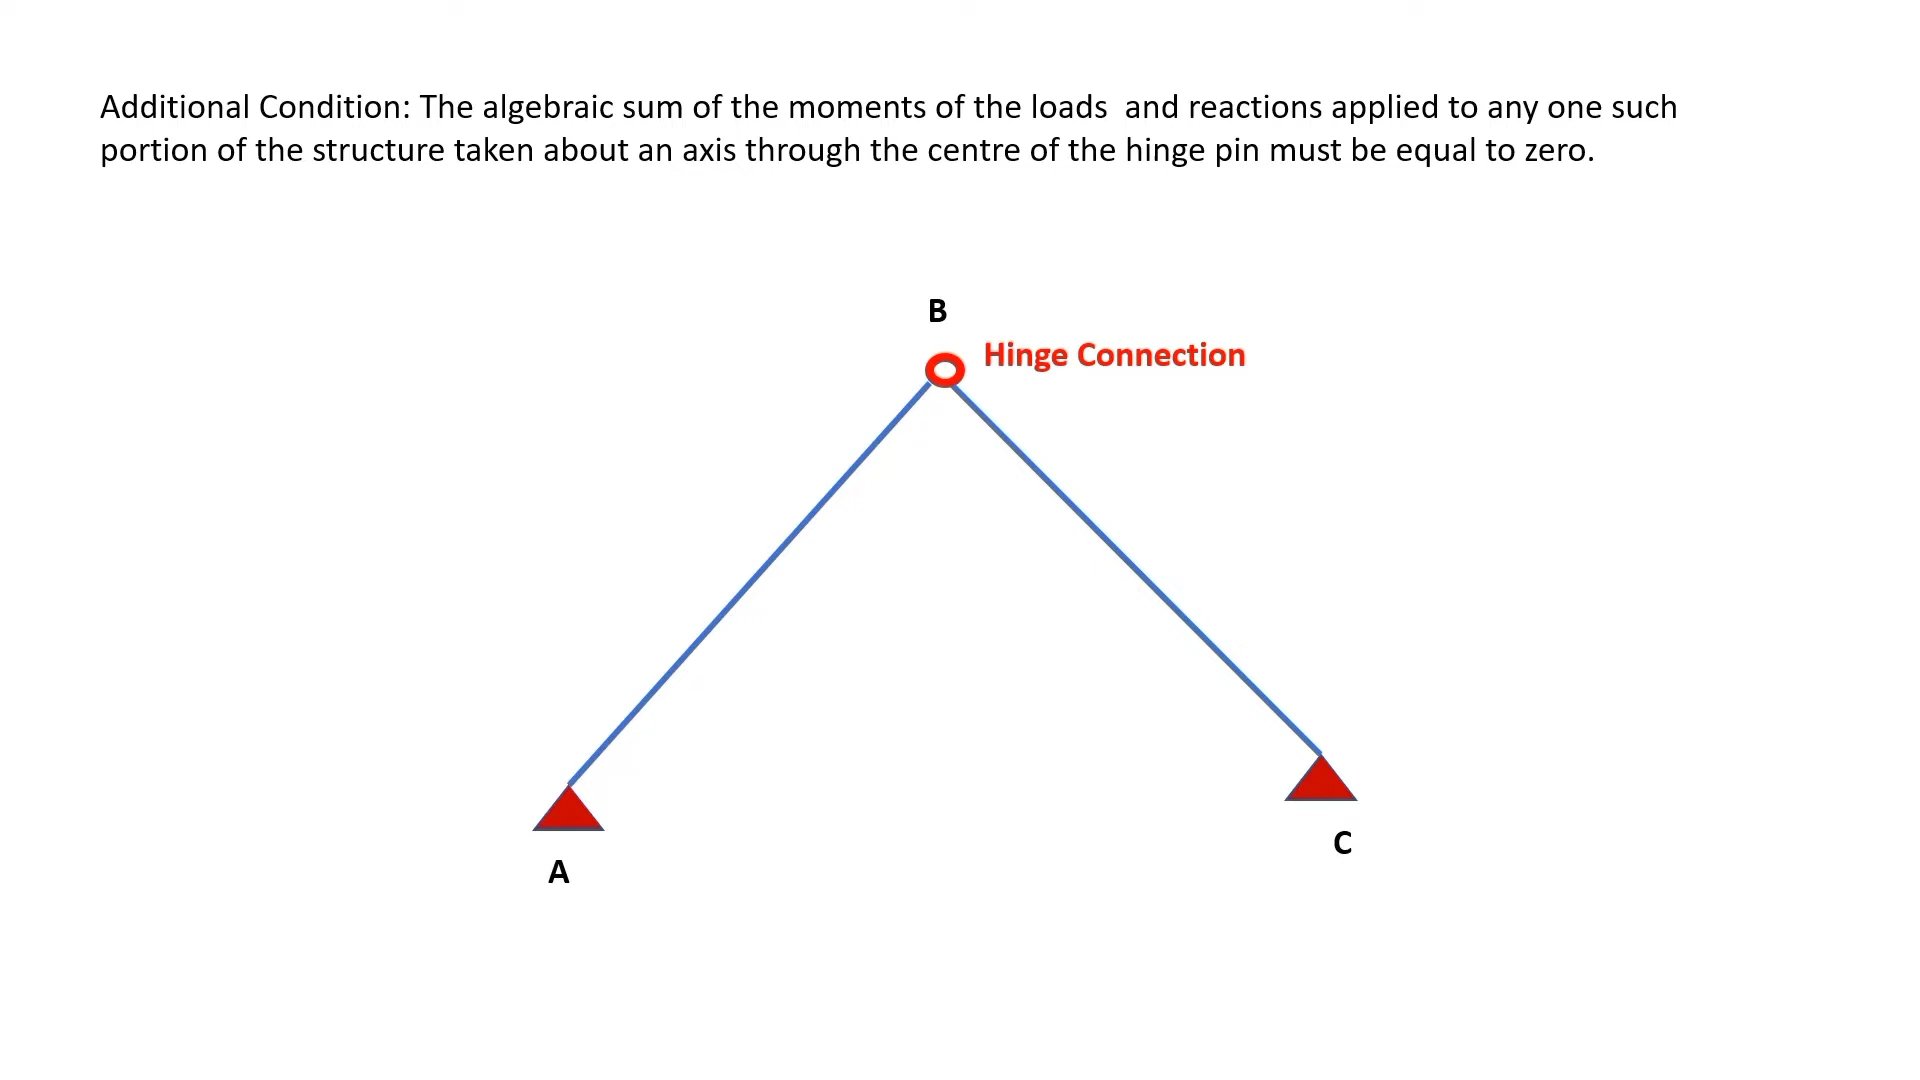 Additional Condition: The algebraic sum of the moments of the loads  and reactions applied to any one such
portion of the structure taken about an axis through the centre of the hinge pin must be equal to zero.
B
Hinge Connection
C
A